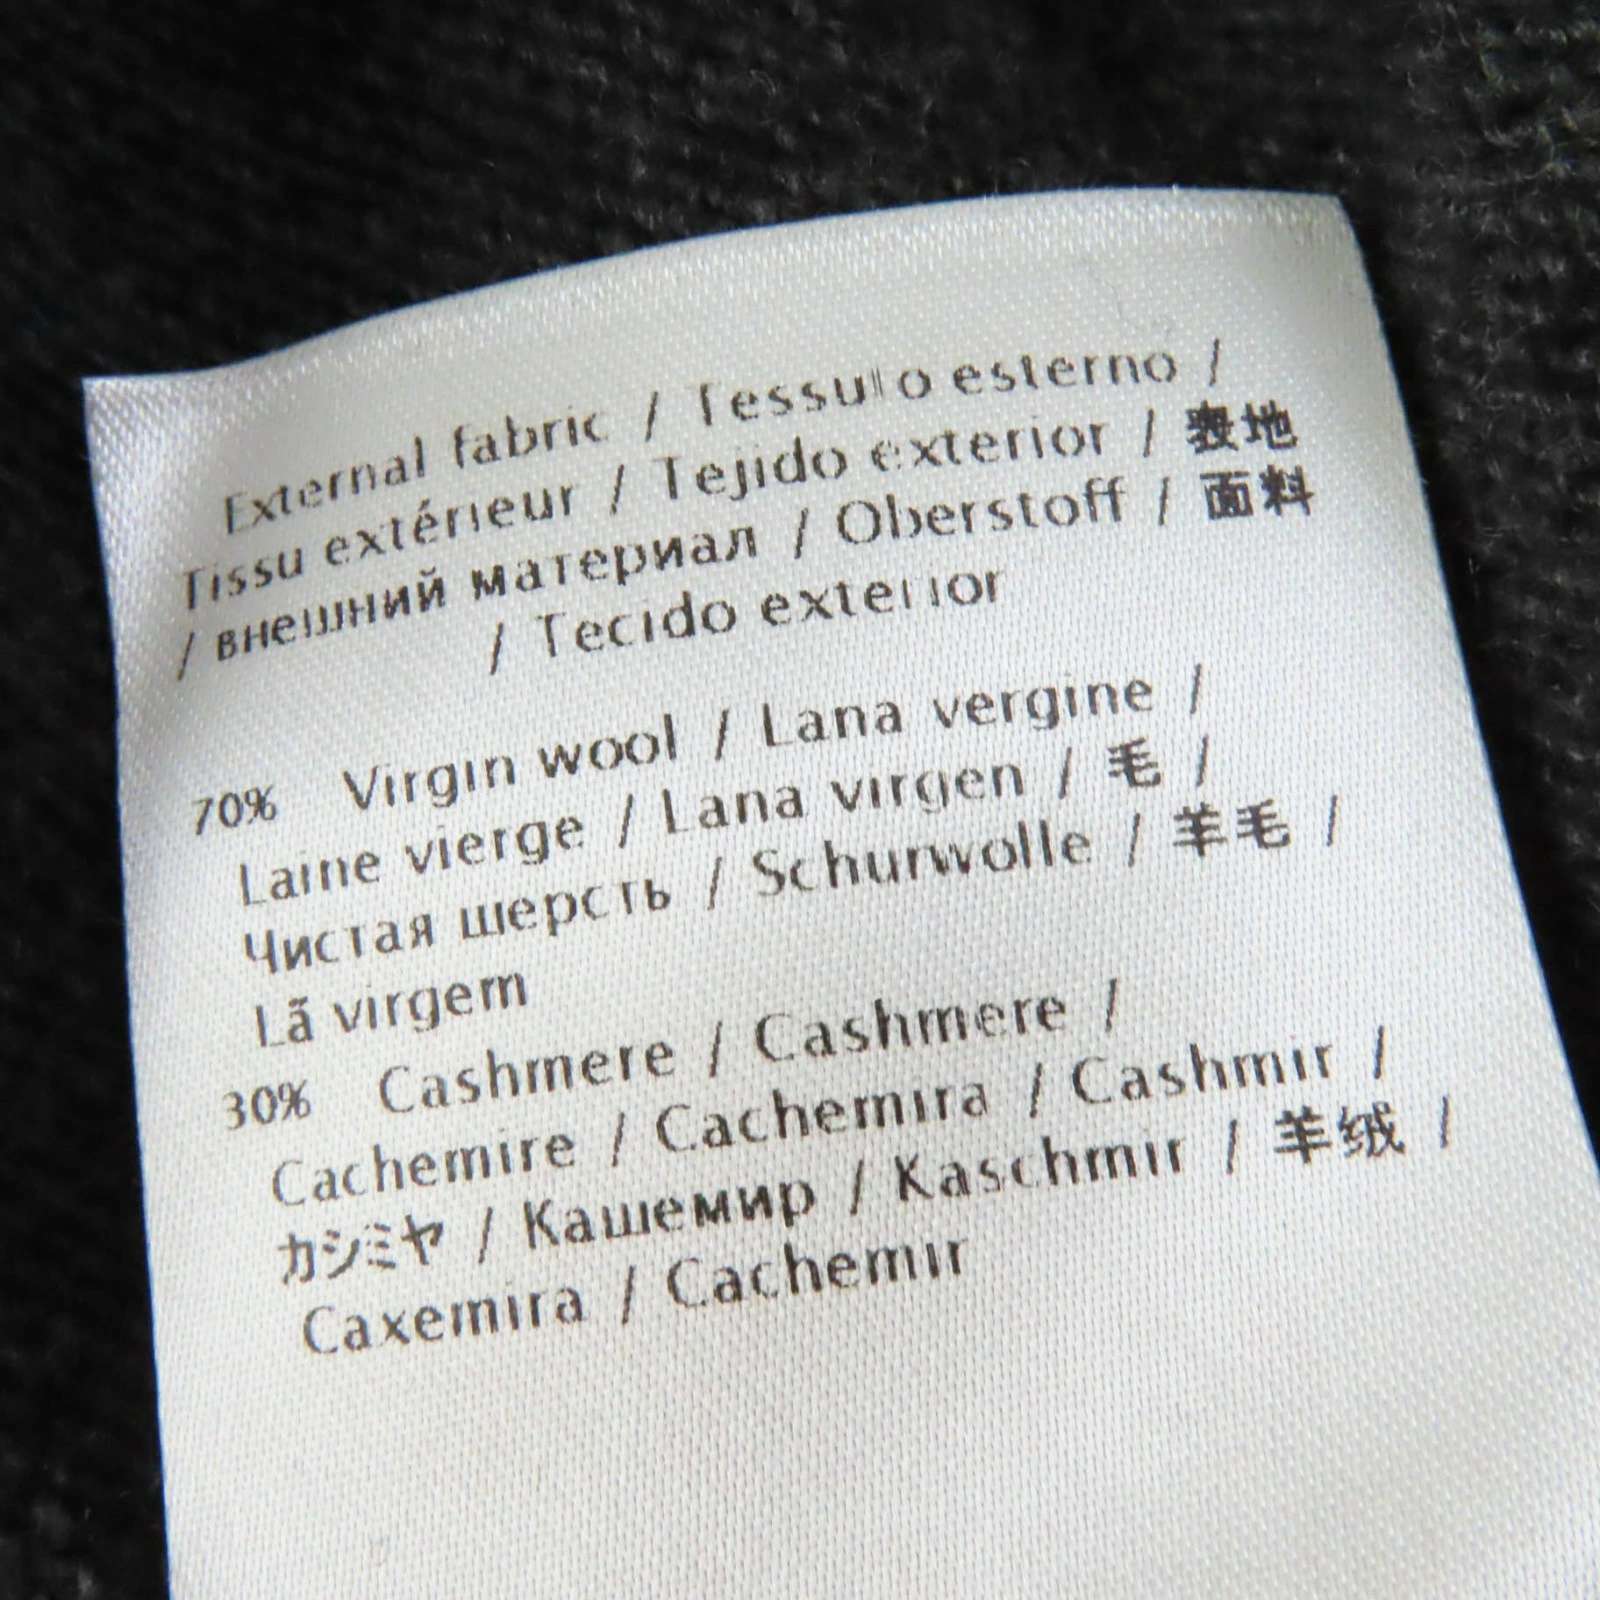 External fabric / Tessuto esterno /
Tissu extérieur / Tejido exterior / 表地
/ внешний материал / Oberstoff / 面料
/ Tecido exterior
70% Virgin wool / Lana vergine /
Laine vierge / Lana virgen / 毛 /
Чистая шерсть / Schurwolle / 羊毛 /
Lã virgem
30% Cashmere / Cashmere /
Cachemire / Cachemira / Cashmir /
カシミヤ / Кашемир / Kaschmir / 羊绒 /
Caxemira / Cachemir